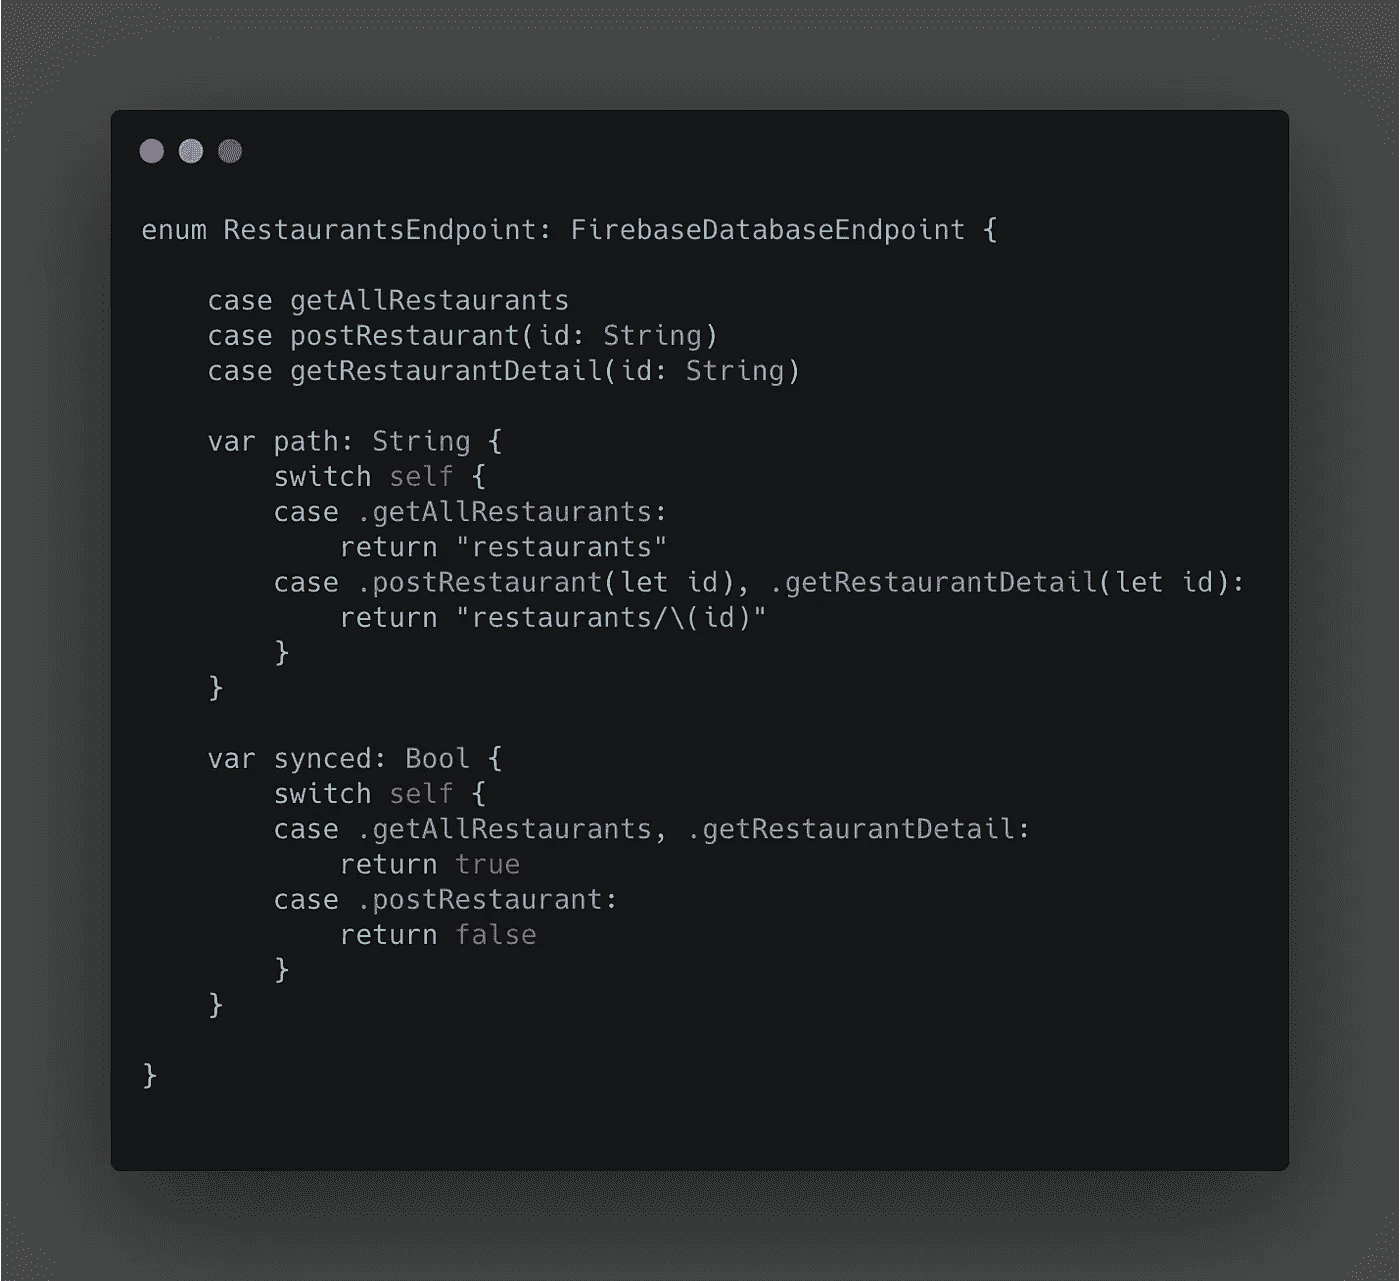 enum RestaurantsEndpoint: FirebaseDatabaseEndpoint {

    case getAllRestaurants
    case postRestaurant(id: String)
    case getRestaurantDetail(id: String)

    var path: String {
        switch self {
        case .getAllRestaurants:
            return "restaurants"
        case .postRestaurant(let id), .getRestaurantDetail(let id):
            return "restaurants/\(id)"
        }
    }

    var synced: Bool {
        switch self {
        case .getAllRestaurants, .getRestaurantDetail:
            return true
        case .postRestaurant:
            return false
        }
    }

}